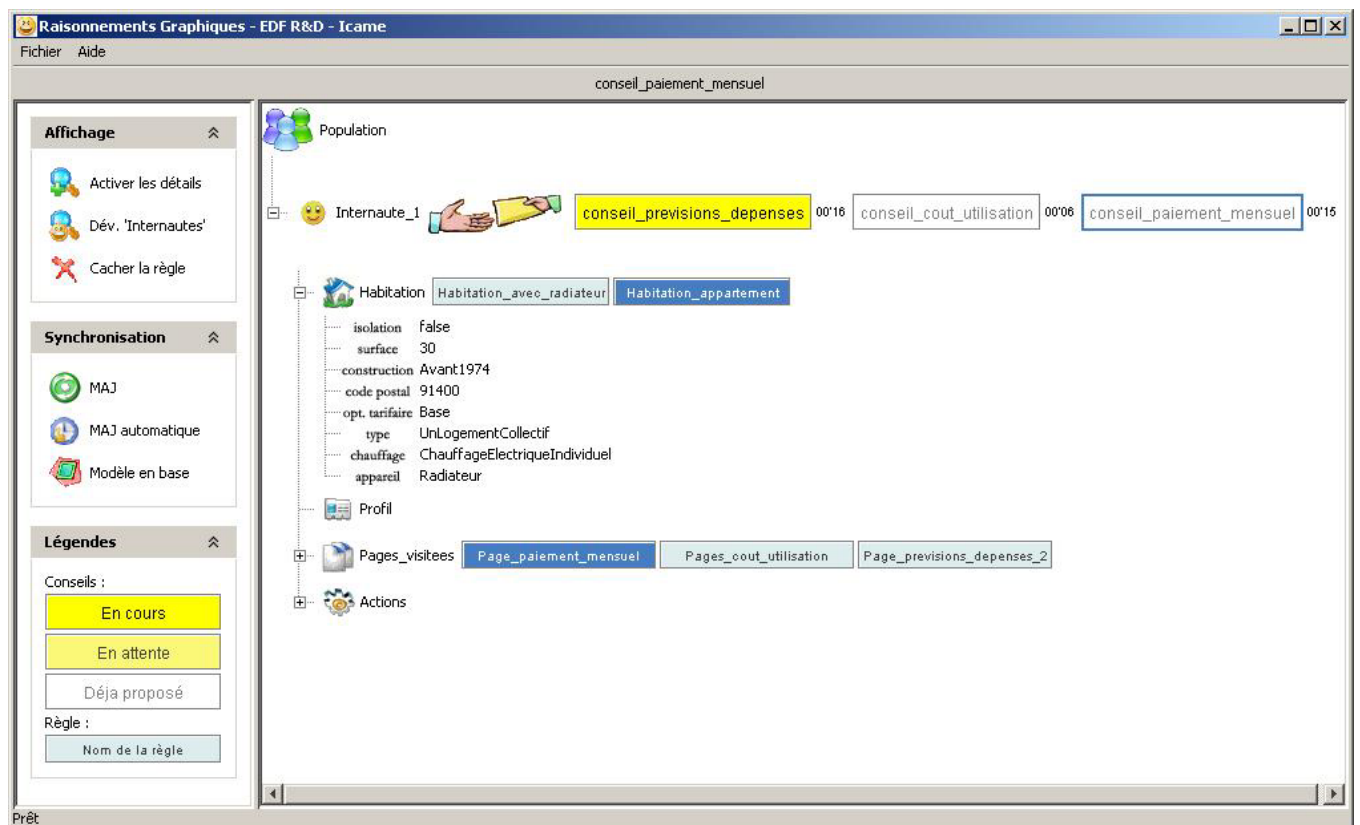 Raisonnements Graphiques - EDF R&D - Icame
Fichier Aide
conseil_paiement_mensuel
Affichage
Activer les détails
Dév. 'Internautes'
Cacher la règle
Synchronisation
MAJ
MAJ automatique
Modèle en base
Légendes
Conseils :
En cours
En attente
Déja proposé
Règle :
Nom de la règle
Population
Internaute_1 conseil_previsions_depenses 00'16 conseil_cout_utilisation 00'06 conseil_paiement_mensuel 00'15
Habitation Habitation_avec_radiateur Habitation_appartement
isolation false
surface 30
construction Avant1974
code postal 91400
opt. tarifaire Base
type UnLogementCollectif
chauffage ChauffageElectriqueIndividuel
appareil Radiateur
Profil
Pages_visitees Page_paiement_mensuel Pages_cout_utilisation Page_previsions_depenses_2
Actions
Prêt